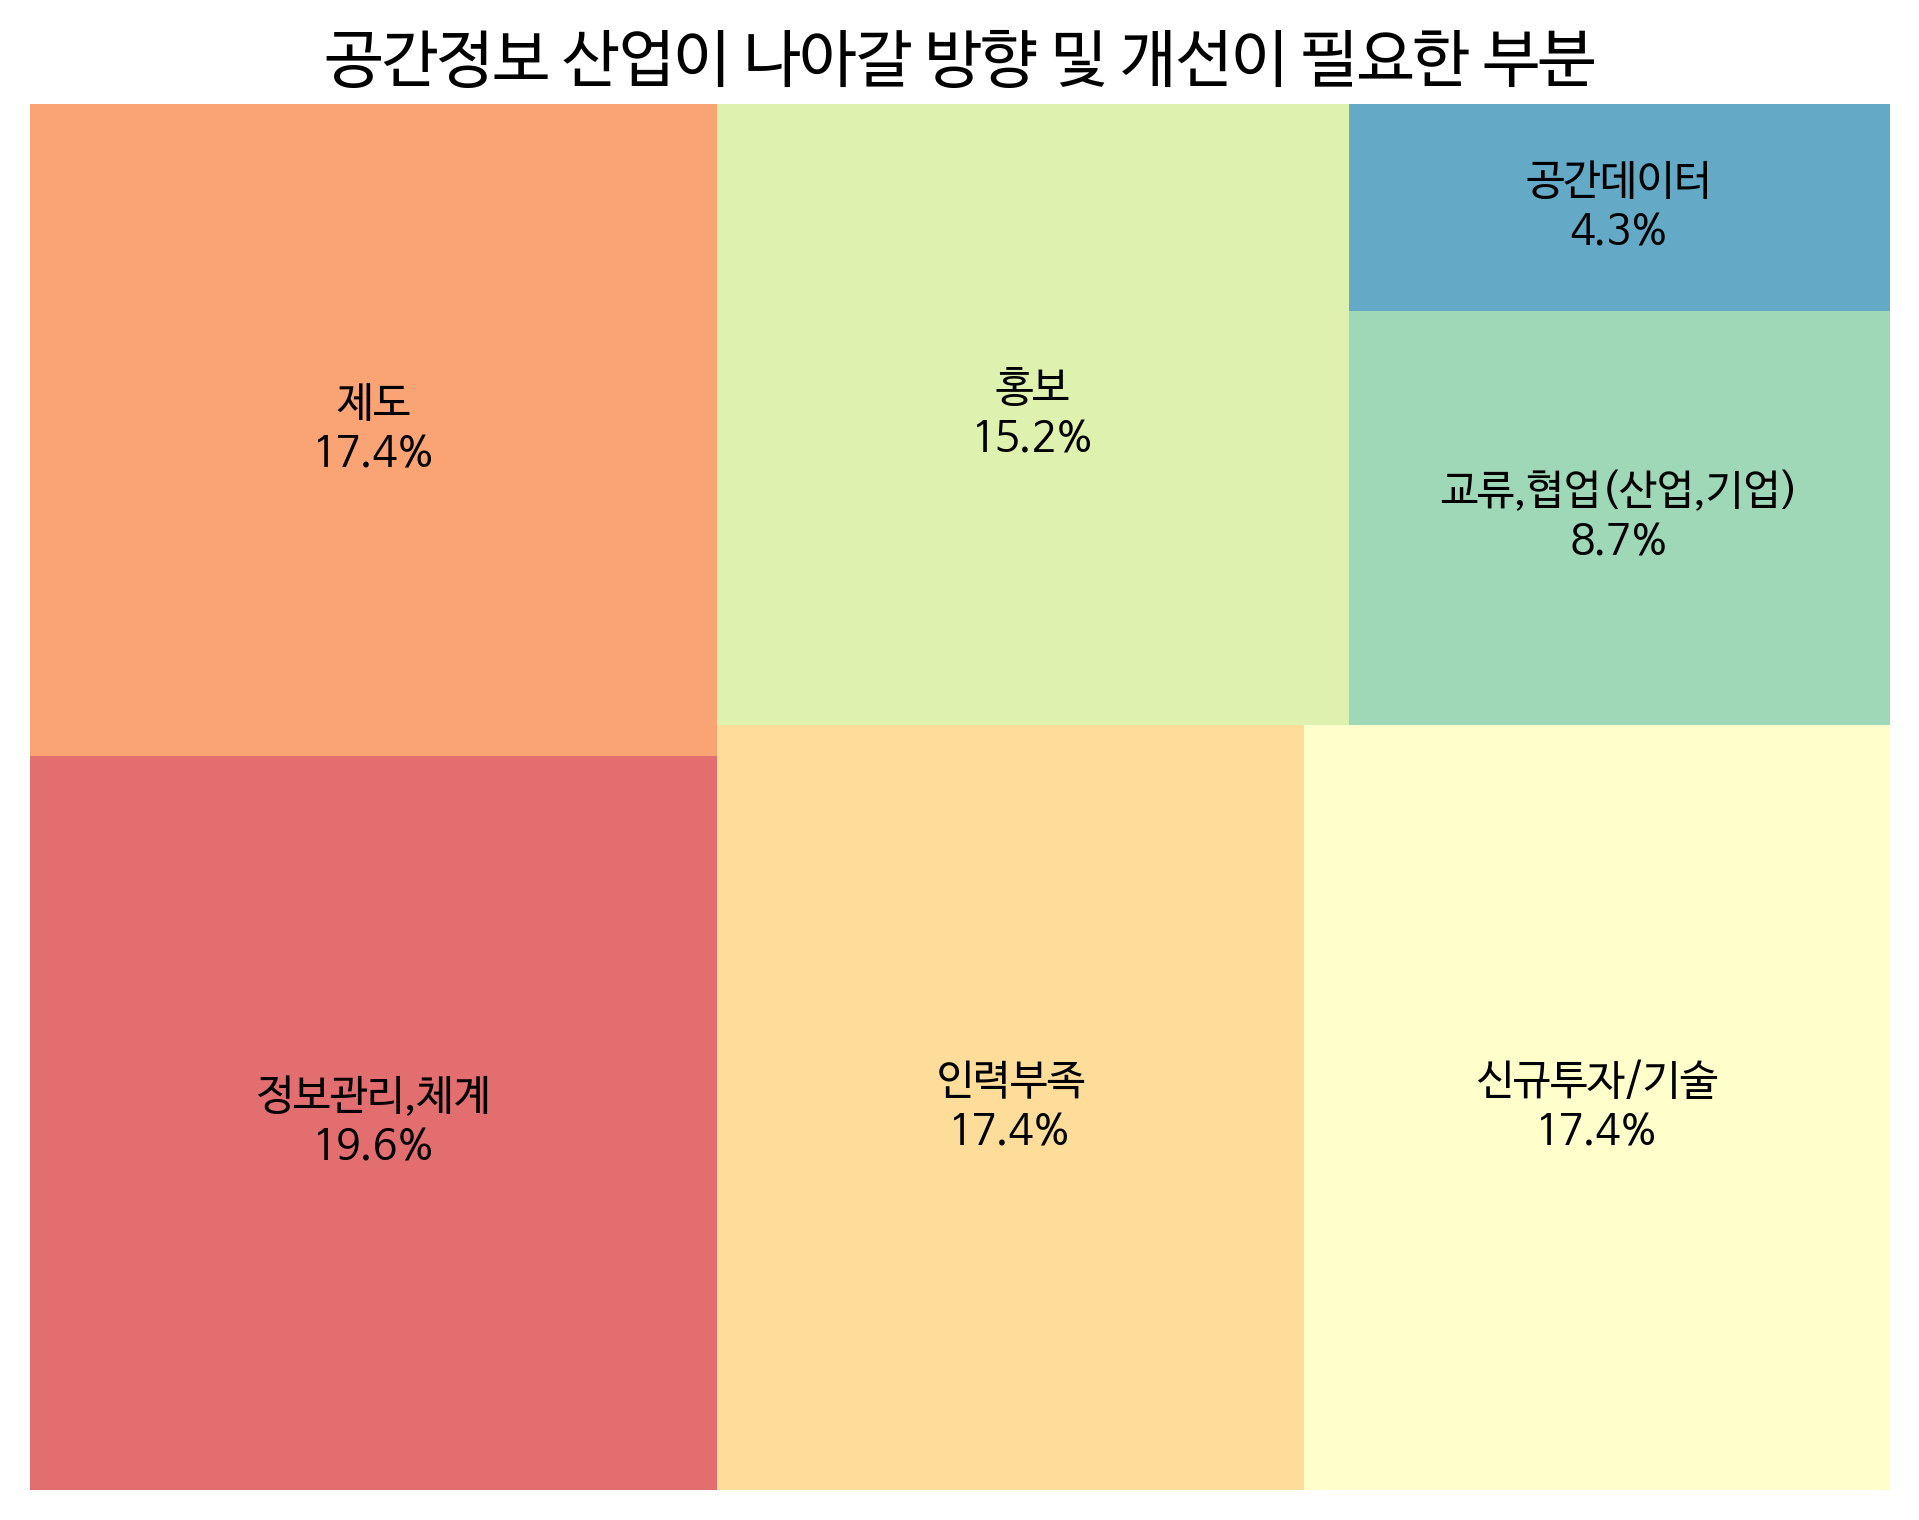 공간정보 산업이 나아갈 방향 및 개선이 필요한 부분
제도
17.4%
홍보
15.2%
공간데이터
4.3%
교류,협업(산업,기업)
8.7%
정보관리,체계
19.6%
인력부족
17.4%
신규투자/기술
17.4%